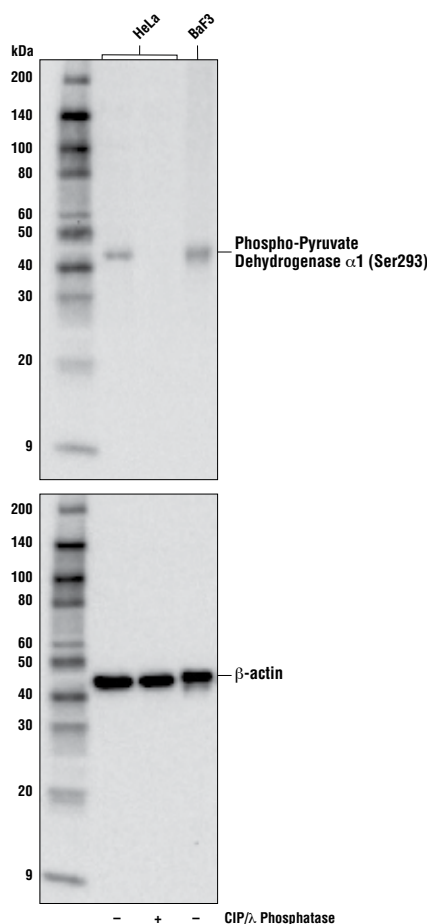 HeLa
BaF3
kDa
200
140
100
80
60
50
40
30
20
9
Phospho-Pyruvate
Dehydrogenase α1 (Ser293)
200
140
100
80
60
50
40
30
20
9
β-actin
– + – CIP/λ Phosphatase